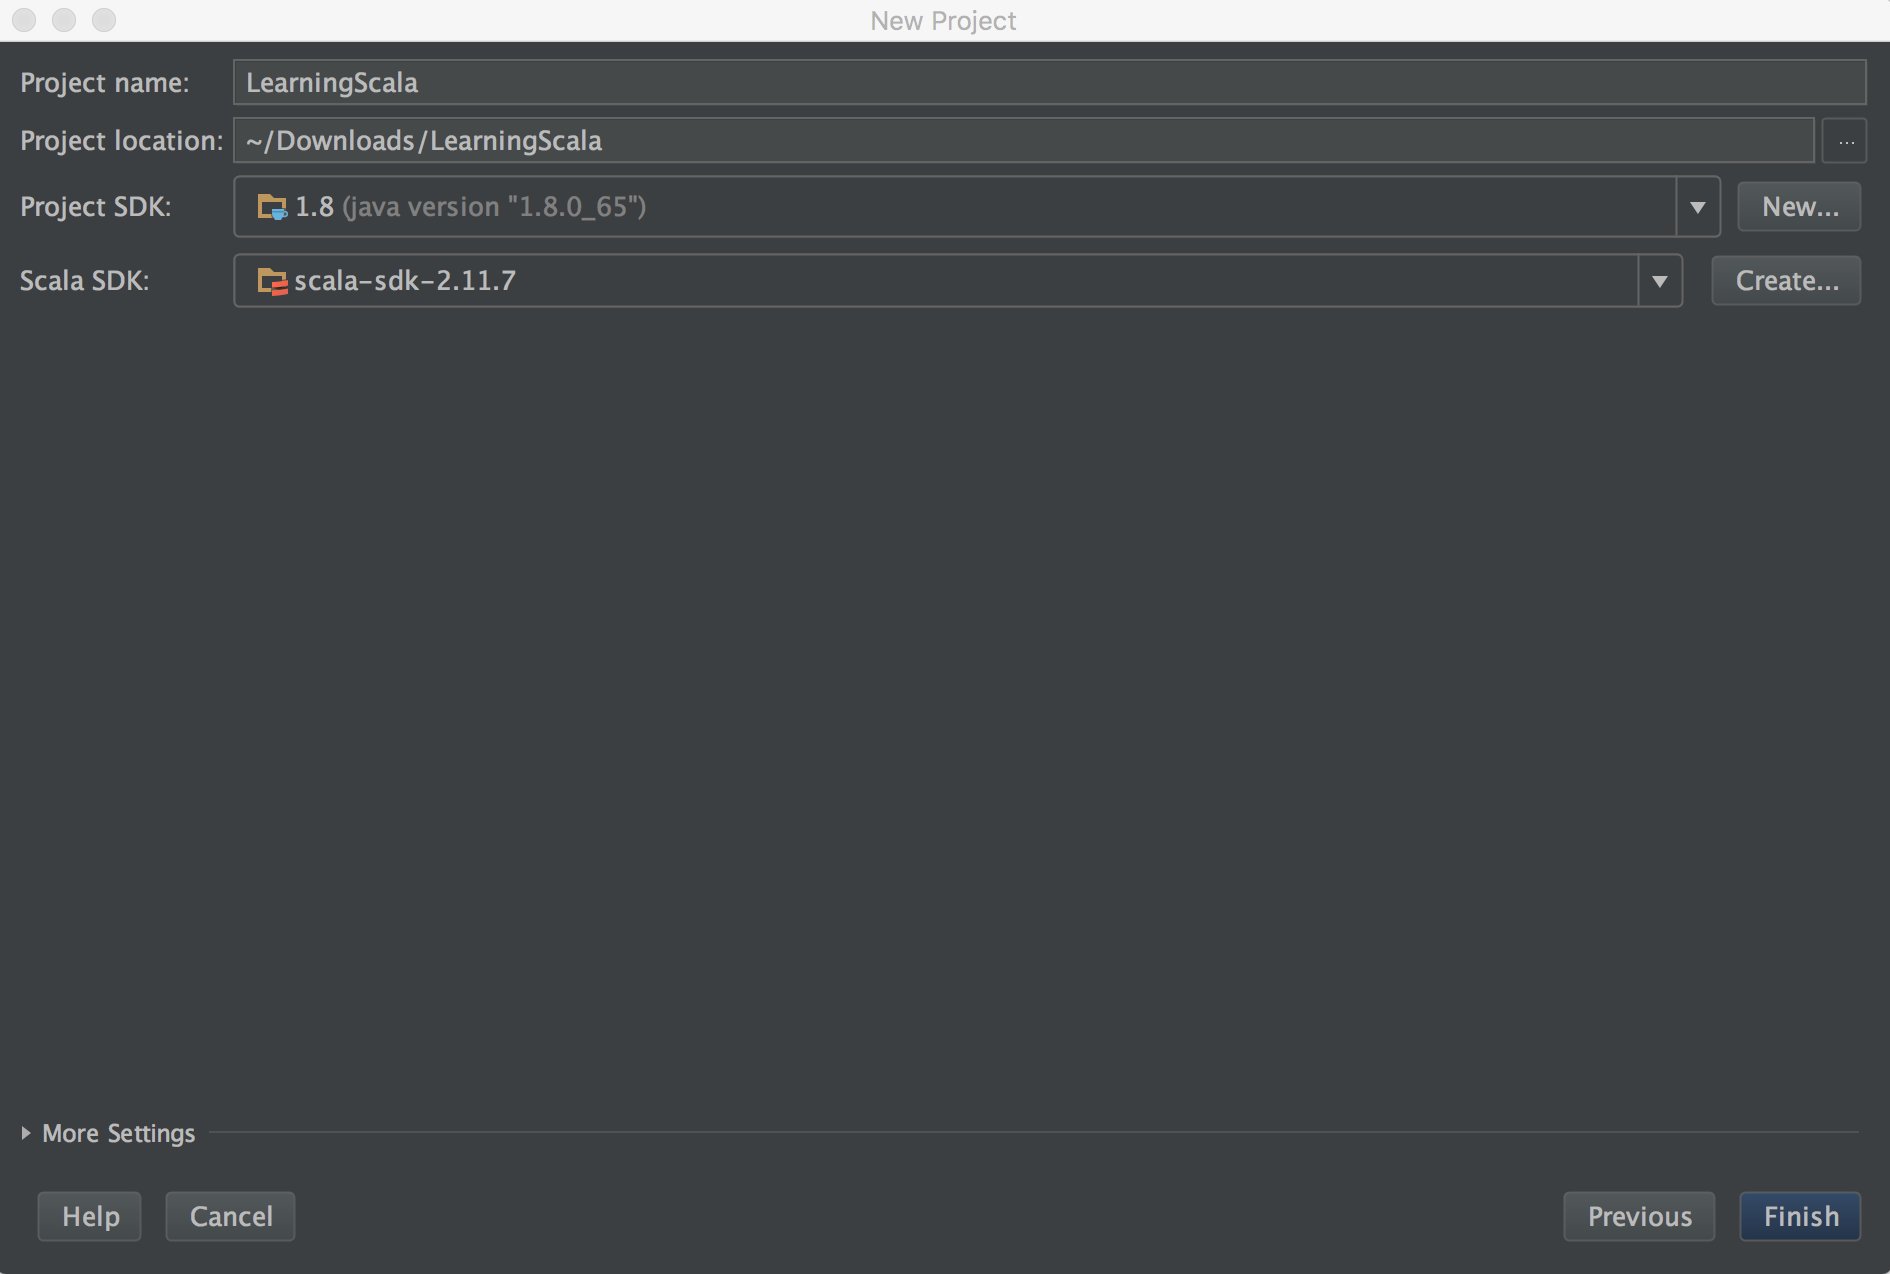 New Project
Project name: LearningScala
Project location: ~/Downloads/LearningScala ...
Project SDK: 1.8 (java version "1.8.0_65") New...
Scala SDK: scala-sdk-2.11.7 Create...
More Settings
Help Cancel Previous Finish